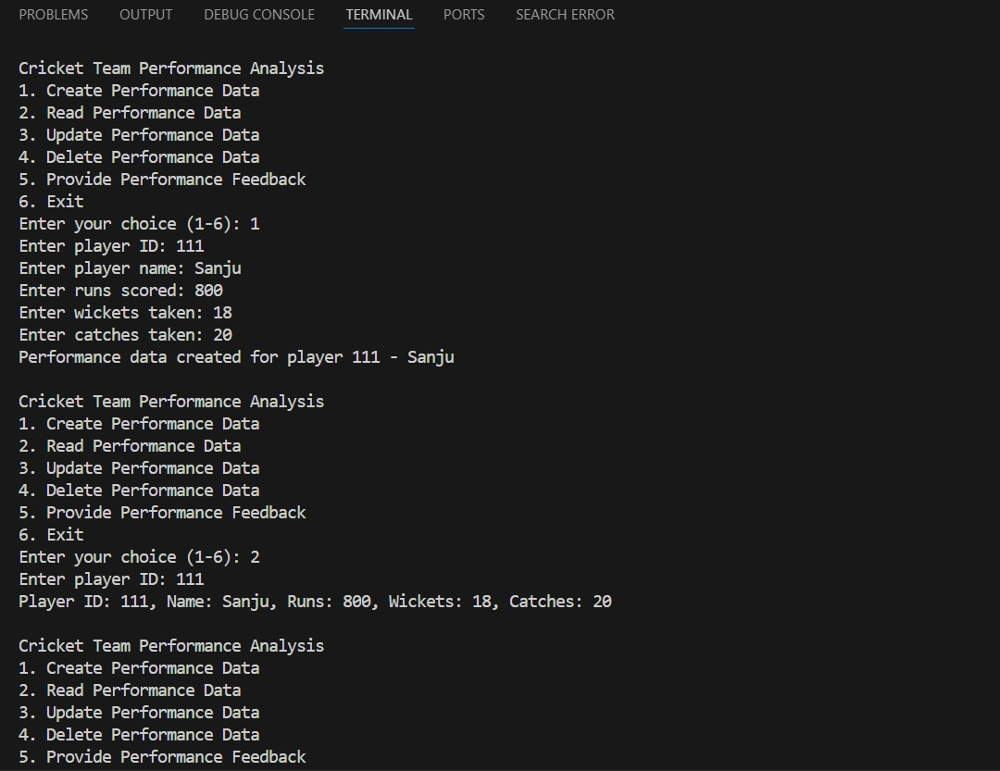 PROBLEMS OUTPUT DEBUG CONSOLE TERMINAL PORTS SEARCH ERROR
Cricket Team Performance Analysis
1. Create Performance Data
2. Read Performance Data
3. Update Performance Data
4. Delete Performance Data
5. Provide Performance Feedback
6. Exit
Enter your choice (1-6): 1
Enter player ID: 111
Enter player name: Sanju
Enter runs scored: 800
Enter wickets taken: 18
Enter catches taken: 20
Performance data created for player 111 - Sanju
Cricket Team Performance Analysis
1. Create Performance Data
2. Read Performance Data
3. Update Performance Data
4. Delete Performance Data
5. Provide Performance Feedback
6. Exit
Enter your choice (1-6): 2
Enter player ID: 111
Player ID: 111, Name: Sanju, Runs: 800, Wickets: 18, Catches: 20
Cricket Team Performance Analysis
1. Create Performance Data
2. Read Performance Data
3. Update Performance Data
4. Delete Performance Data
5. Provide Performance Feedback